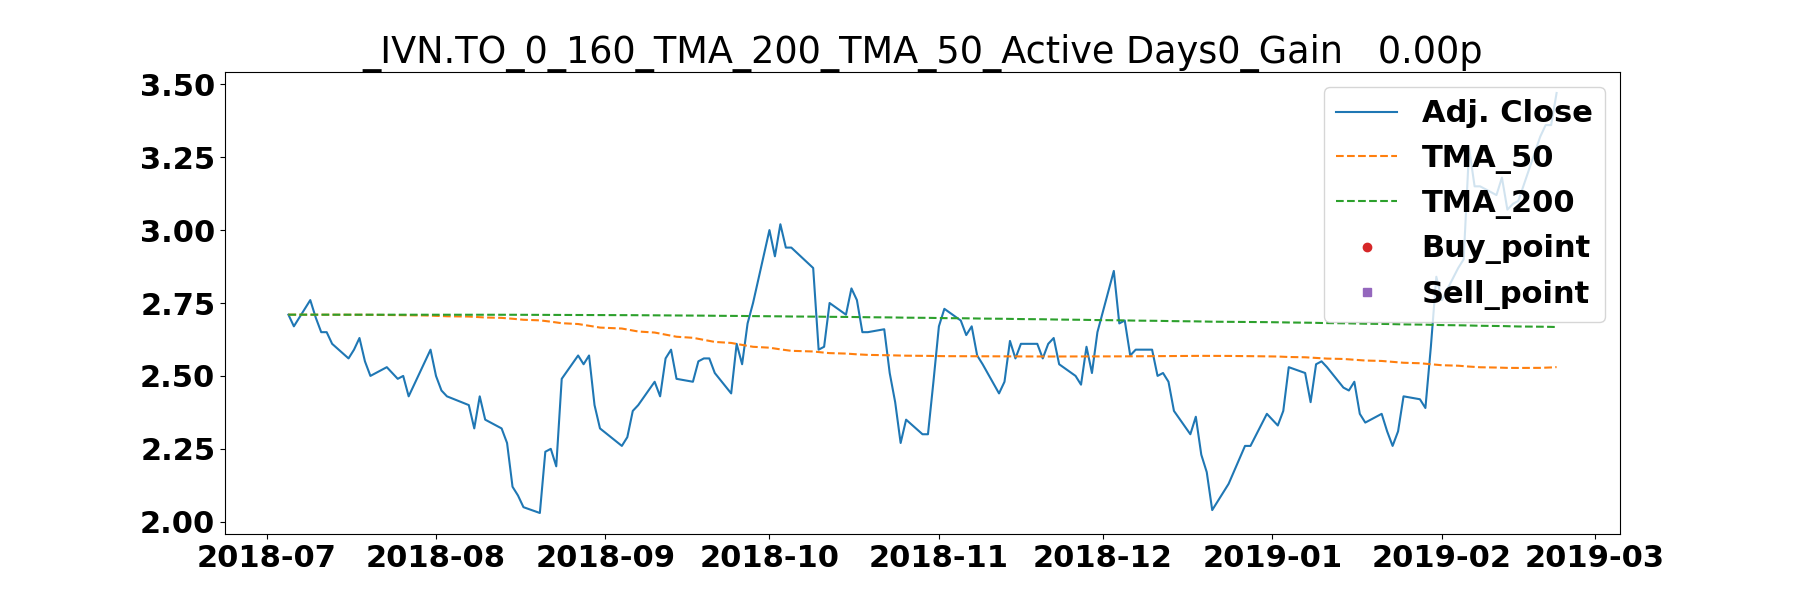 _IVN.TO_0_160_TMA_200_TMA_50_Active Days0_Gain   0.00p
3.50
3.25
3.00
2.75
2.50
2.25
2.00
Adj. Close
TMA_50
TMA_200
Buy_point
Sell_point
2018-07 2018-08 2018-09 2018-10 2018-11 2018-12 2019-01 2019-02 2019-03